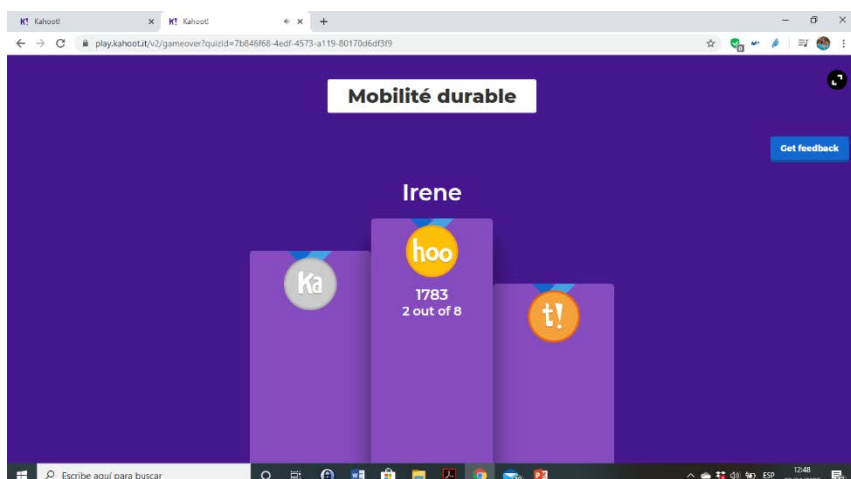 K! Kahoot!
K! Kahoot!
play.kahoot.it/v2/gameover?quizId=7b846f68-4edf-4573-a119-80170d6df3f9
Mobilité durable
Get feedback
Irene
Ka
hoo
t!
1783
2 out of 8
Escribe aquí para buscar
ESP
12:48